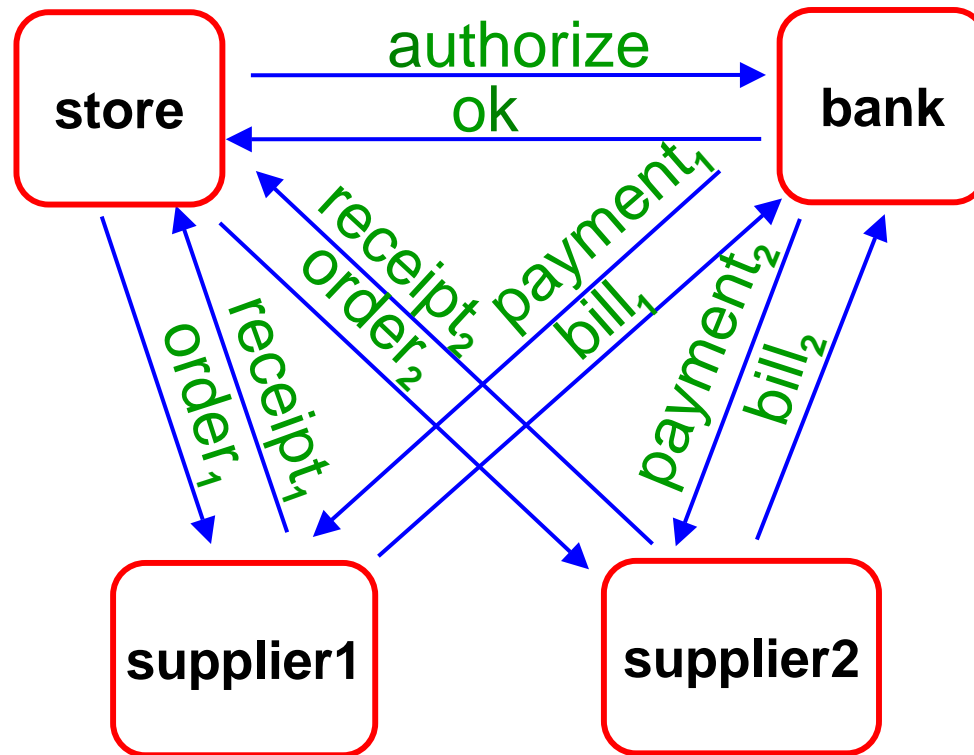 authorize
store
bank
ok
receipt₂
order₂
payment₁
bill₁
order₁
receipt₁
payment₂
bill₂
supplier1
supplier2